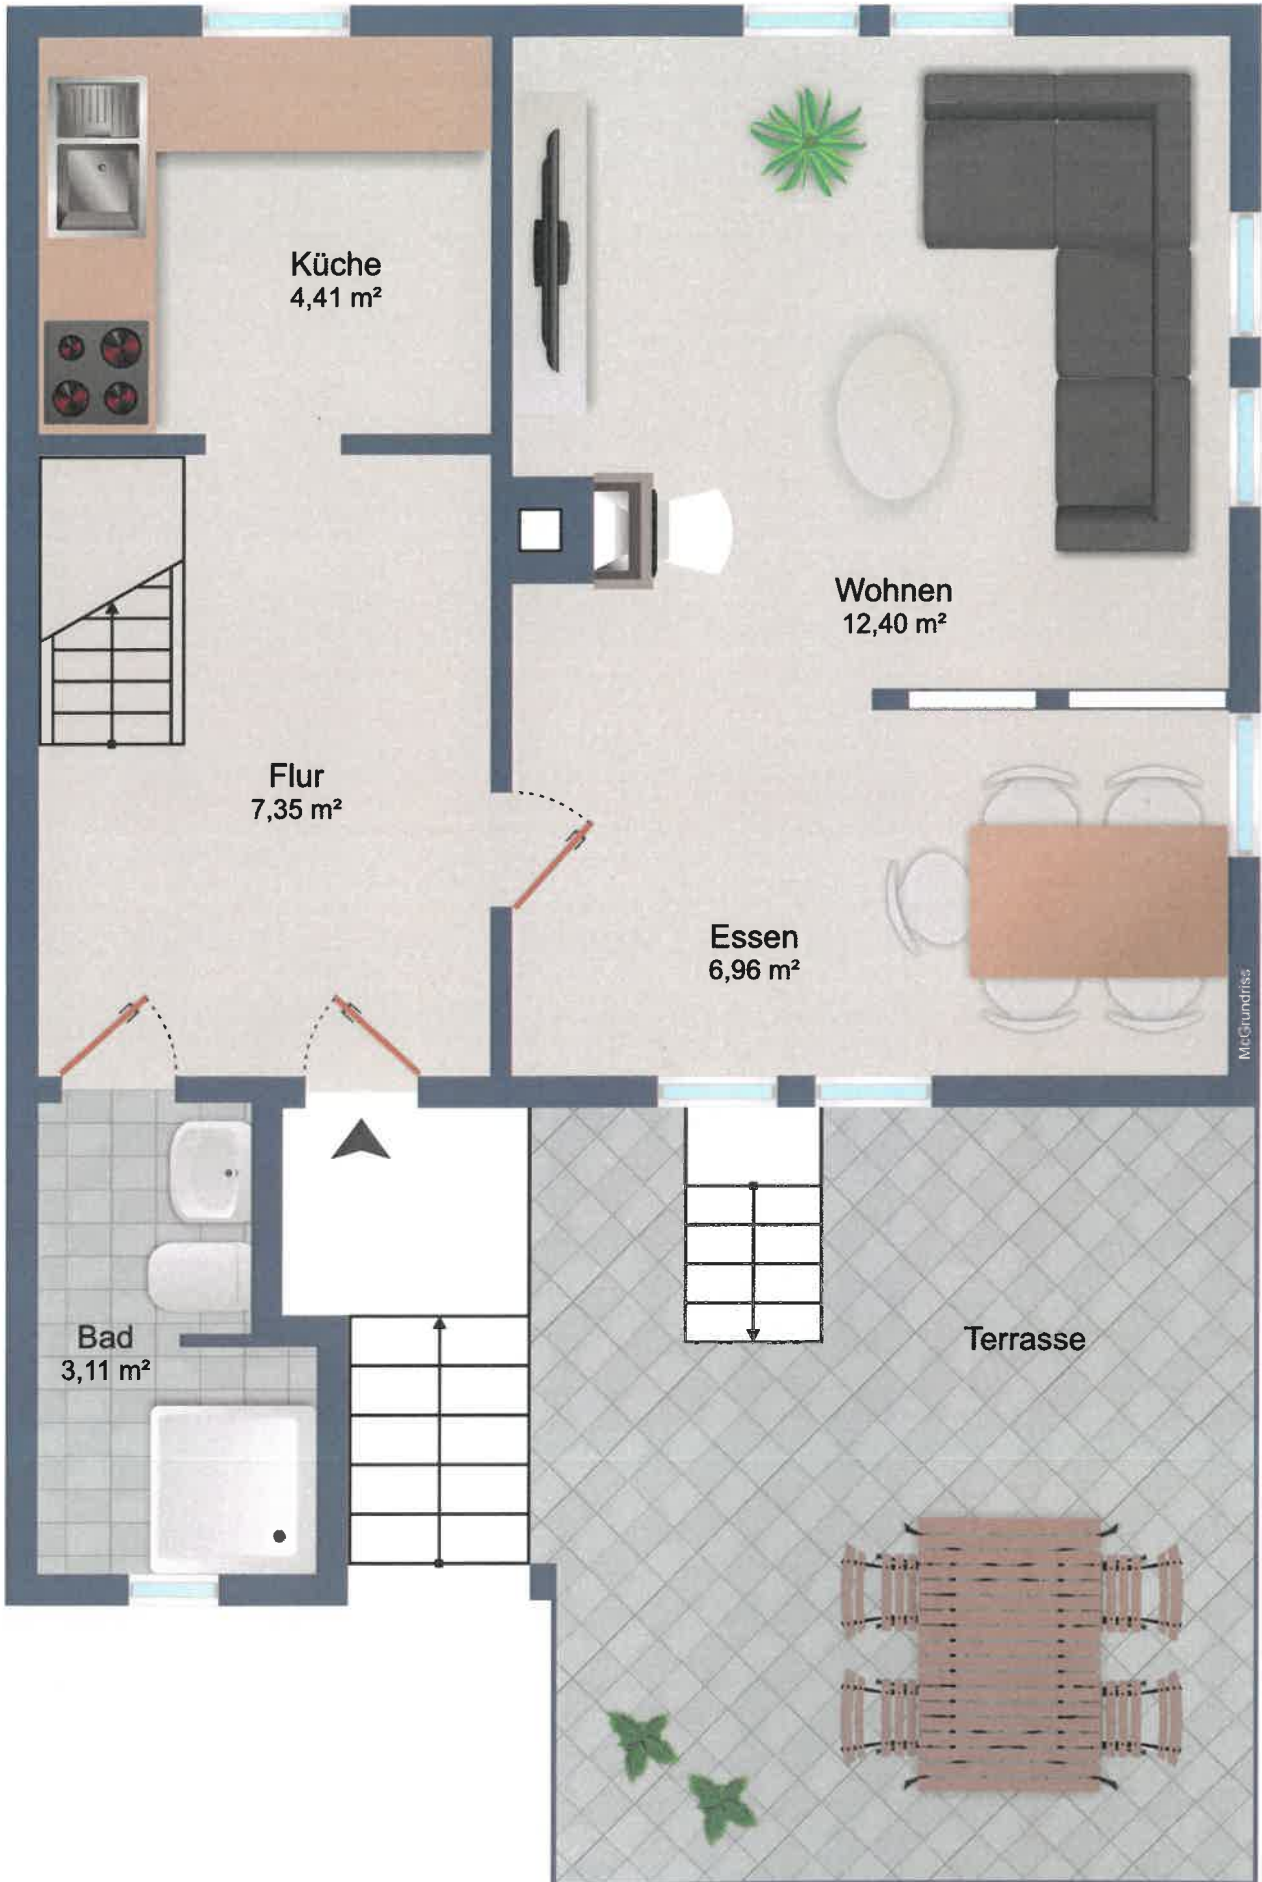 Küche
4,41 m²
Wohnen
12,40 m²
Flur
7,35 m²
Essen
6,96 m²
McGrundriss
Bad
3,11 m²
Terrasse